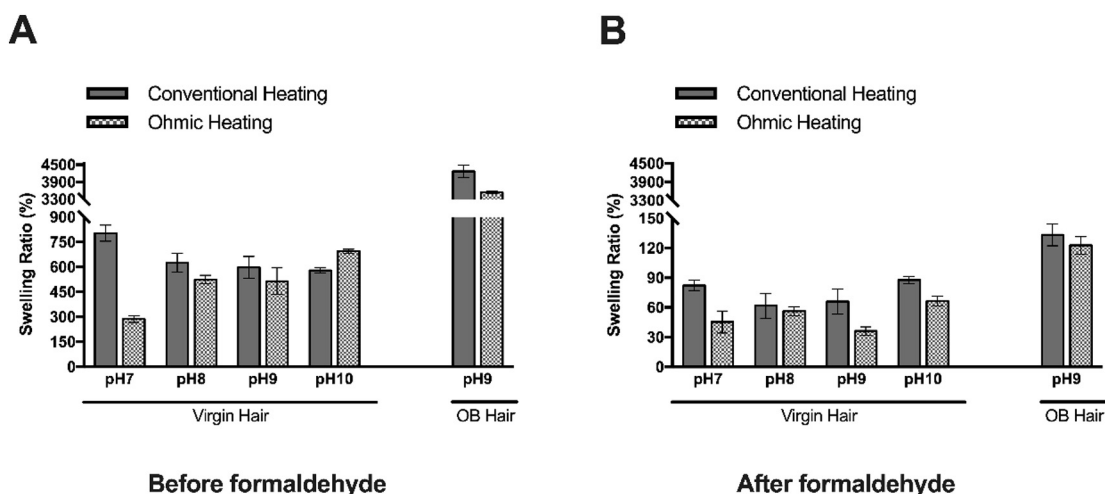 A
Conventional Heating
Ohmic Heating
Swelling Ratio (%)
4500
3900
3300
900
750
600
450
300
150
0
pH7 pH8 pH9 pH10 pH9
Virgin Hair OB Hair
Before formaldehyde
B
Conventional Heating
Ohmic Heating
Swelling Ratio (%)
4500
3900
3300
150
120
90
60
30
0
pH7 pH8 pH9 pH10 pH9
Virgin Hair OB Hair
After formaldehyde